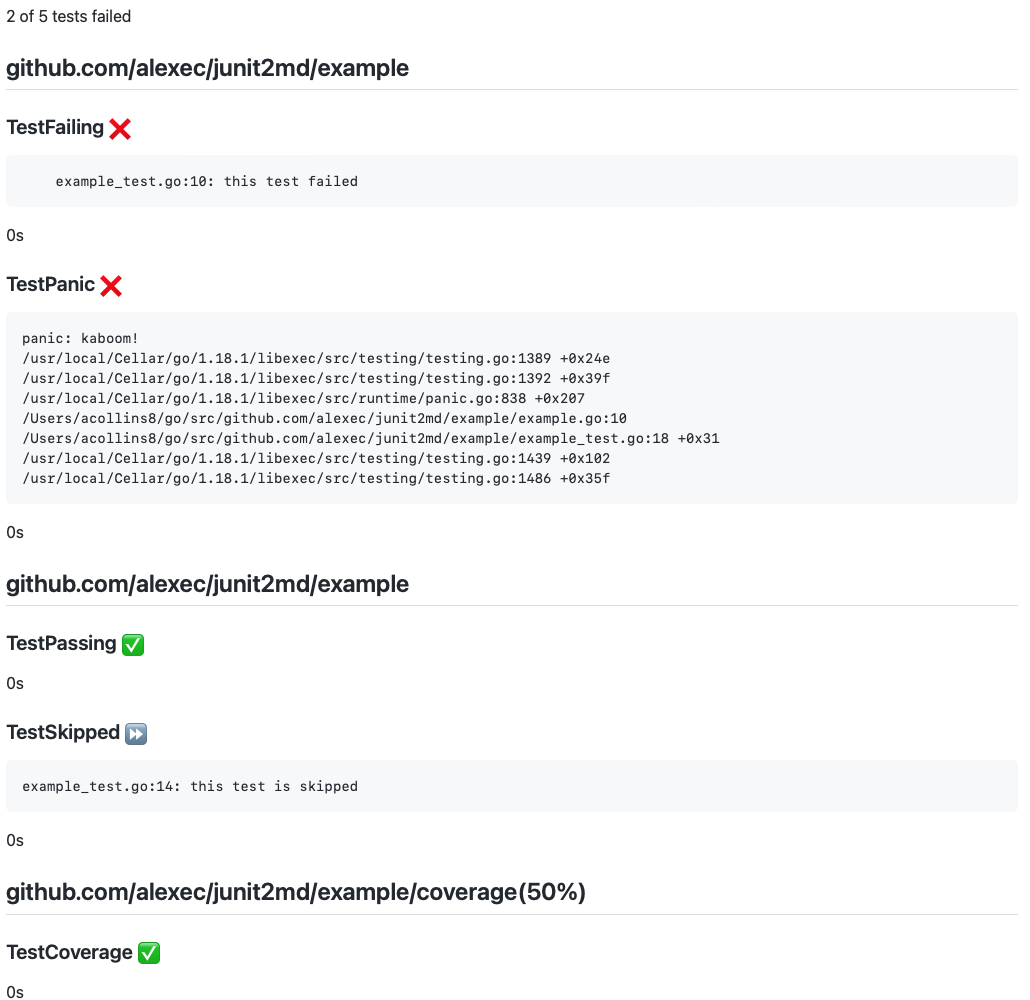 2 of 5 tests failed
github.com/alexec/junit2md/example
TestFailing ❌
example_test.go:10: this test failed
0s
TestPanic ❌
panic: kaboom!
/usr/local/Cellar/go/1.18.1/libexec/src/testing/testing.go:1389 +0x24e
/usr/local/Cellar/go/1.18.1/libexec/src/testing/testing.go:1392 +0x39f
/usr/local/Cellar/go/1.18.1/libexec/src/runtime/panic.go:838 +0x207
/Users/acollins8/go/src/github.com/alexec/junit2md/example/example.go:10
/Users/acollins8/go/src/github.com/alexec/junit2md/example/example_test.go:18 +0x31
/usr/local/Cellar/go/1.18.1/libexec/src/testing/testing.go:1439 +0x102
/usr/local/Cellar/go/1.18.1/libexec/src/testing/testing.go:1486 +0x35f
0s
github.com/alexec/junit2md/example
TestPassing ✅
0s
TestSkipped ⏩
example_test.go:14: this test is skipped
0s
github.com/alexec/junit2md/example/coverage(50%)
TestCoverage ✅
0s